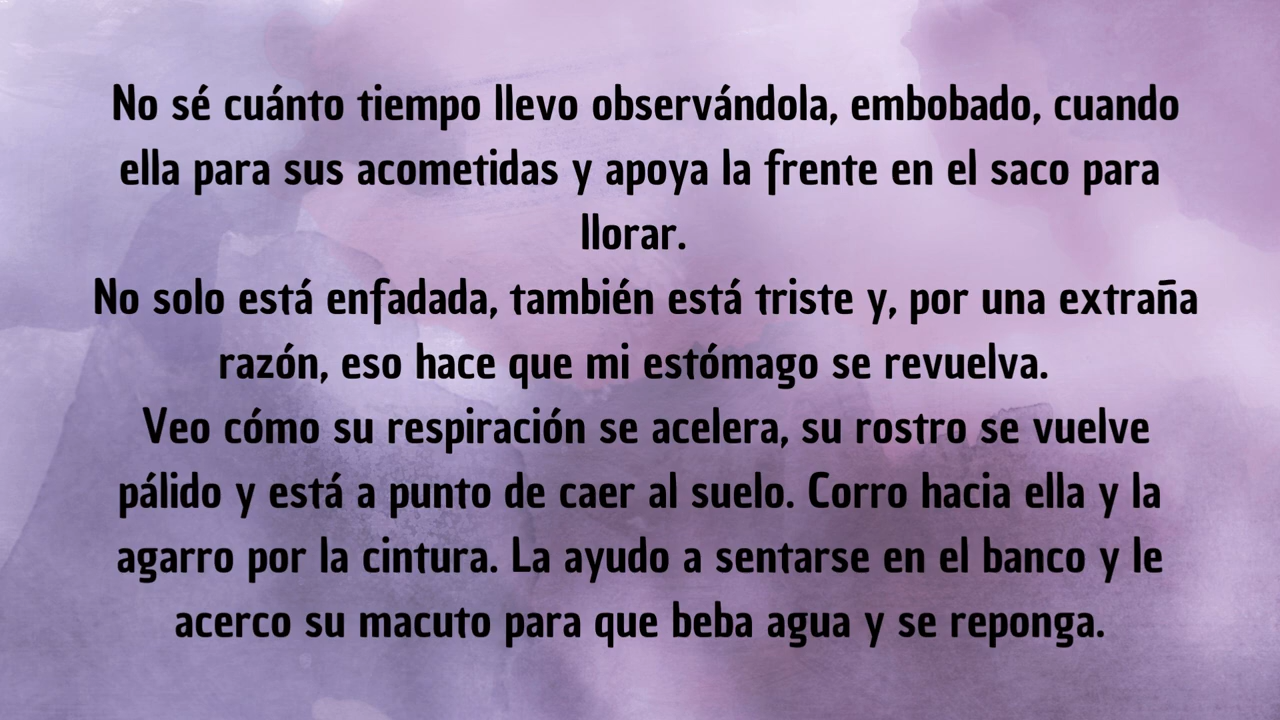 No sé cuánto tiempo llevo observándola, embobado, cuando
ella para sus acometidas y apoya la frente en el saco para
llorar.
No solo está enfadada, también está triste y, por una extraña
razón, eso hace que mi estómago se revuelva.
Veo cómo su respiración se acelera, su rostro se vuelve
pálido y está a punto de caer al suelo. Corro hacia ella y la
agarro por la cintura. La ayudo a sentarse en el banco y le
acerco su macuto para que beba agua y se reponga.